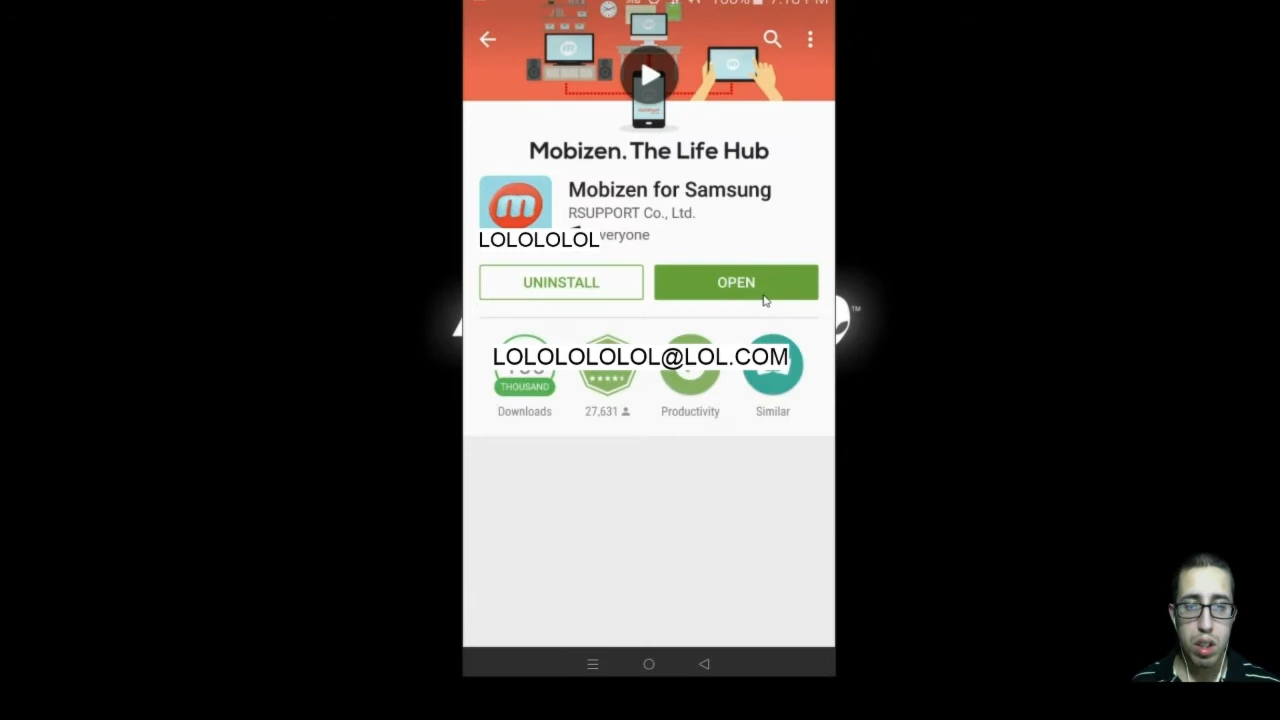 Mobizen. The Life Hub
m
Mobizen for Samsung
RSUPPORT Co., Ltd.
LOLOLOLOL
UNINSTALL
OPEN
LOLOLOLOLOL@LOL.COM
THOUSAND
Downloads
27,631
Productivity
Similar
TM